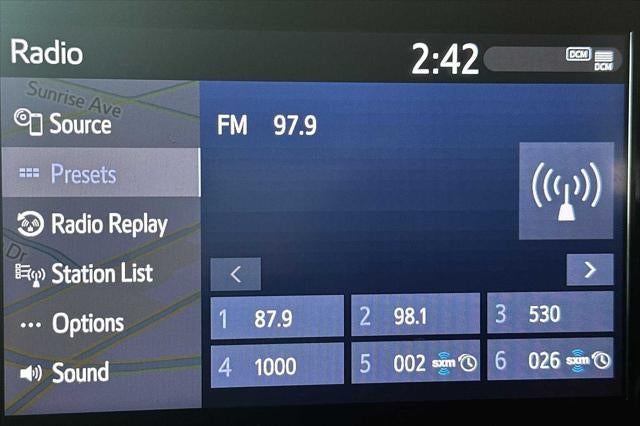 Radio
2:42
DCM
DCM
Sunrise Ave
Source
FM 97.9
Presets
Radio Replay
Dr
Station List
< >
1 87.9
2 98.1
3 530
Options
4 1000
5 002 sxm
6 026 sxm
Sound